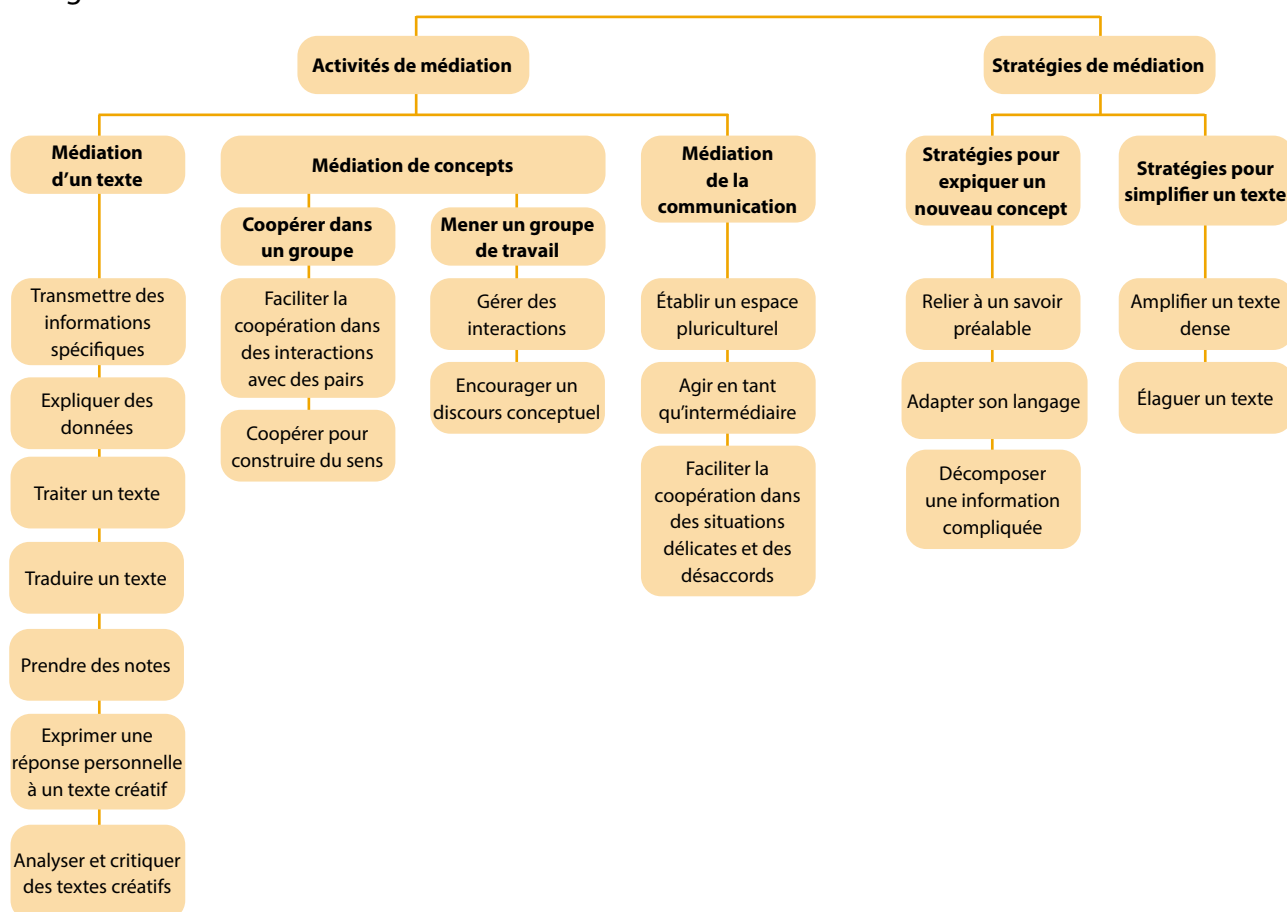 Activités de médiation
Stratégies de médiation
Médiation
d’un texte
Médiation de concepts
Médiation
de la
communication
Stratégies pour
expiquer un
nouveau concept
Stratégies pour
simplifier un texte
Coopérer dans
un groupe
Mener un groupe
de travail
Transmettre des
informations
spécifiques
Expliquer des
données
Traiter un texte
Traduire un texte
Prendre des notes
Exprimer une
réponse personnelle
à un texte créatif
Analyser et critiquer
des textes créatifs
Faciliter la
coopération dans
des interactions
avec des pairs
Coopérer pour
construire du sens
Gérer des
interactions
Encourager un
discours conceptuel
Établir un espace
pluriculturel
Agir en tant
qu’intermédiaire
Faciliter la
coopération dans
des situations
délicates et des
désaccords
Relier à un savoir
préalable
Adapter son langage
Décomposer
une information
compliquée
Amplifier un texte
dense
Élaguer un texte